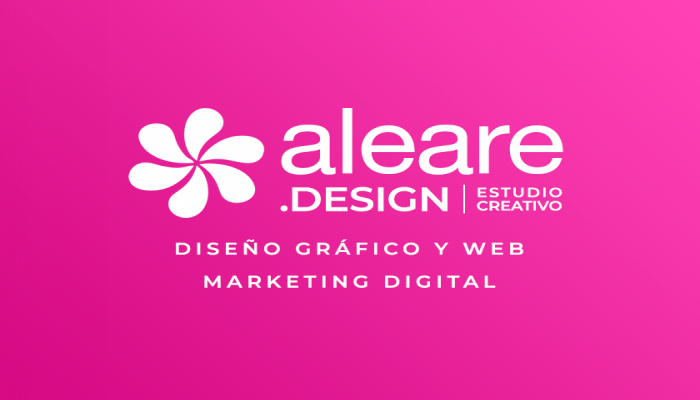 aleare
.DESIGN | ESTUDIO CREATIVO
DISEÑO GRÁFICO Y WEB
MARKETING DIGITAL